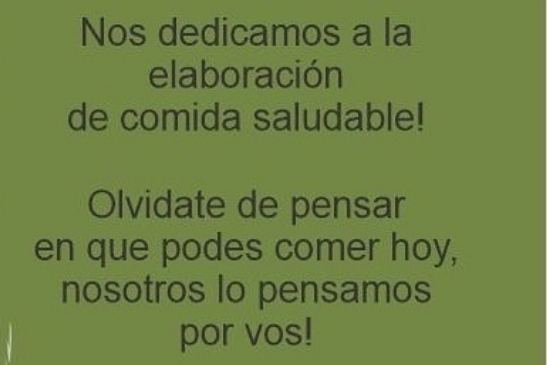 Nos dedicamos a la
elaboración
de comida saludable!
Olvidate de pensar
en que podes comer hoy,
nosotros lo pensamos
por vos!